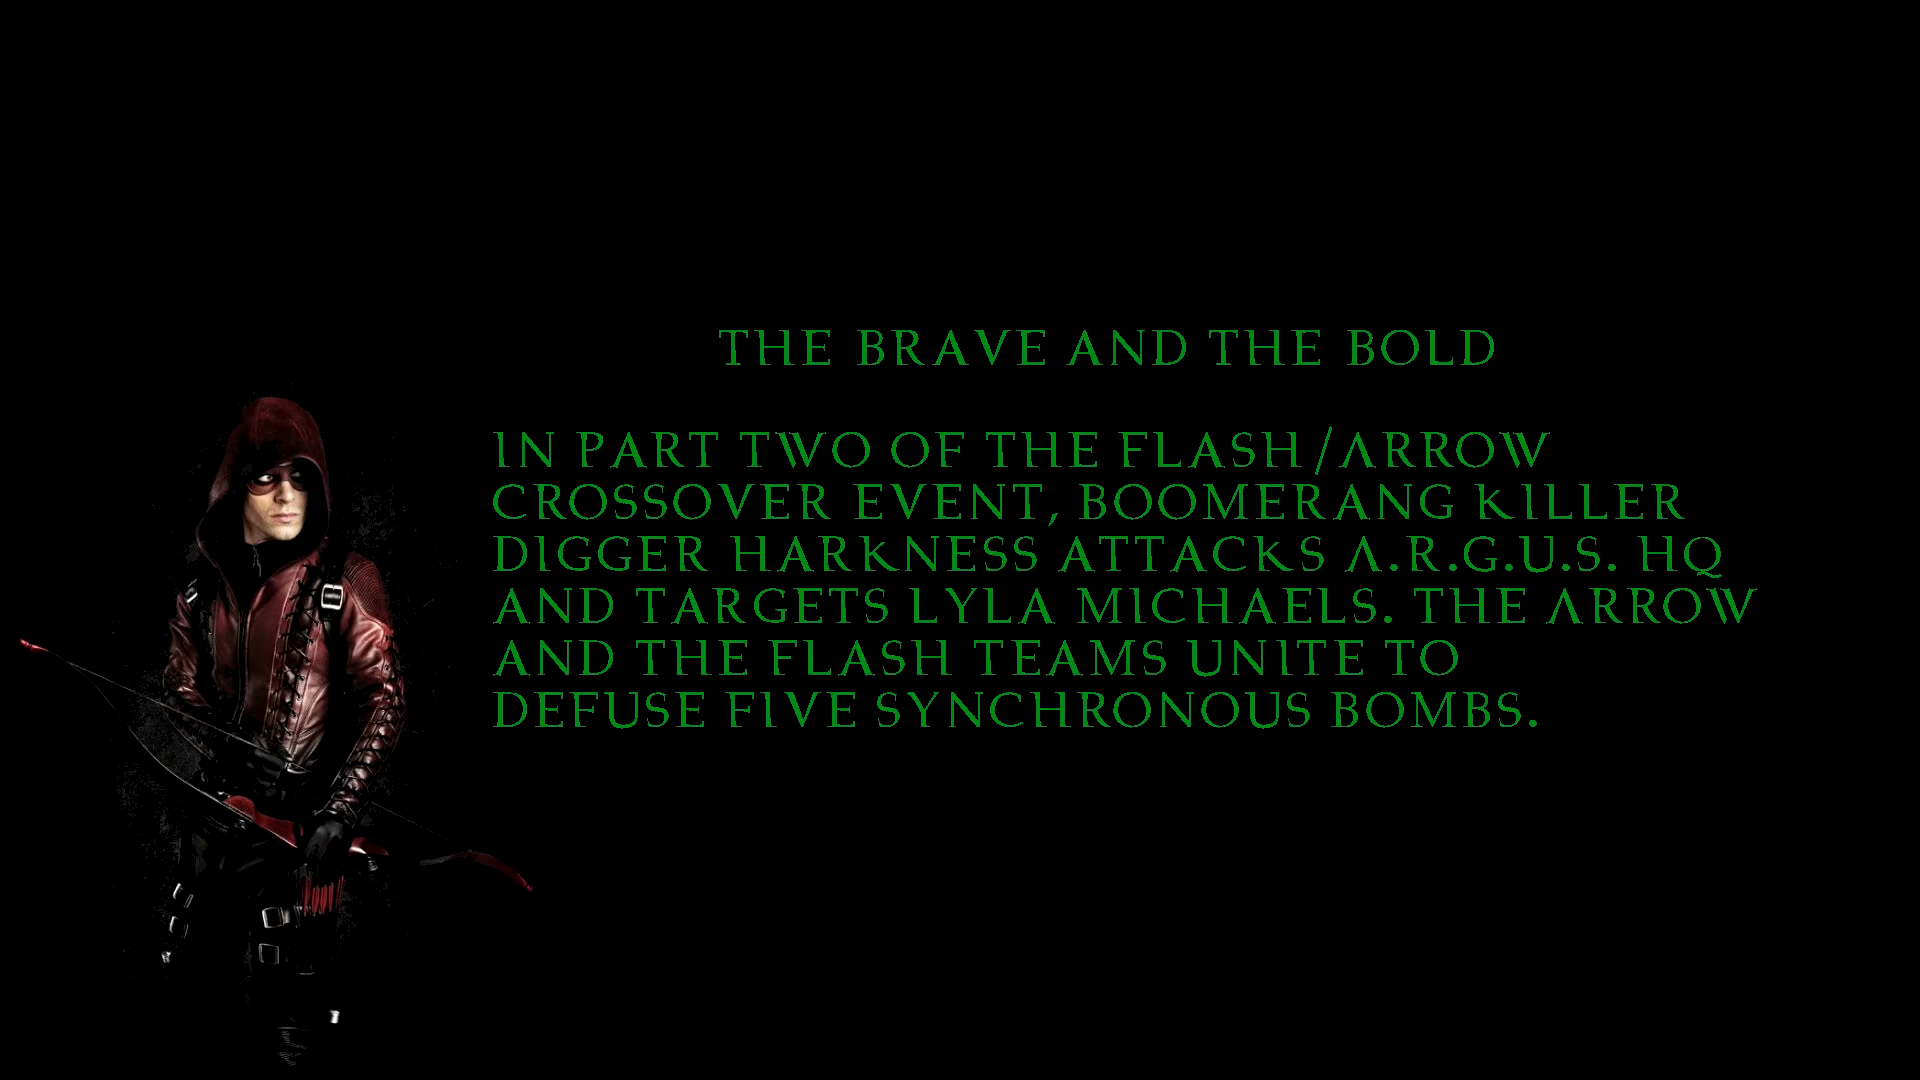 THE BRAVE AND THE BOLD
IN PART TWO OF THE FLASH/ARROW
CROSSOVER EVENT, BOOMERANG KILLER
DIGGER HARKNESS ATTACKS A.R.G.U.S. HQ
AND TARGETS LYLA MICHAELS. THE ARROW
AND THE FLASH TEAMS UNITE TO
DEFUSE FIVE SYNCHRONOUS BOMBS.